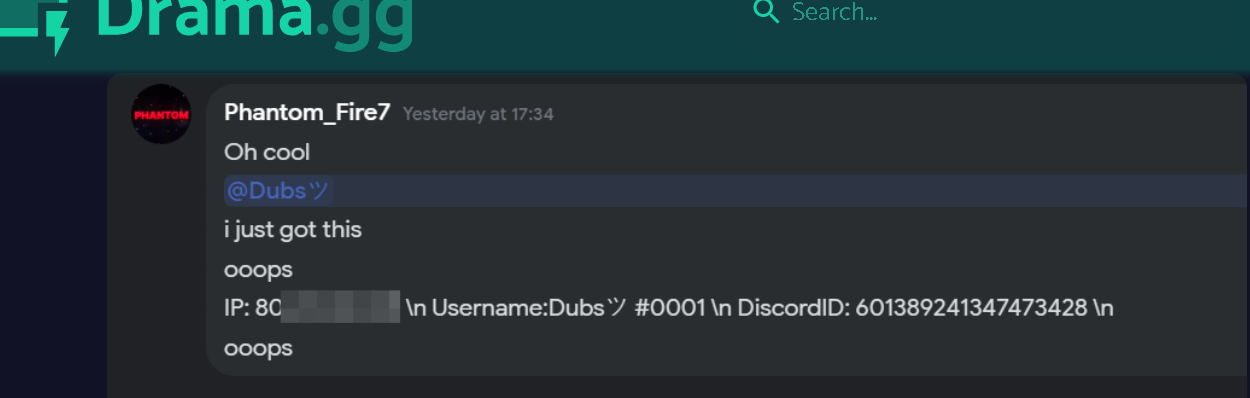 Drama.gg
Search...
PHANTOM
Phantom_Fire7 Yesterday at 17:34
Oh cool
@Dubsツ
i just got this
ooops
IP: 80 \n Username:Dubsツ #0001 \n DiscordID: 601389241347473428 \n
ooops